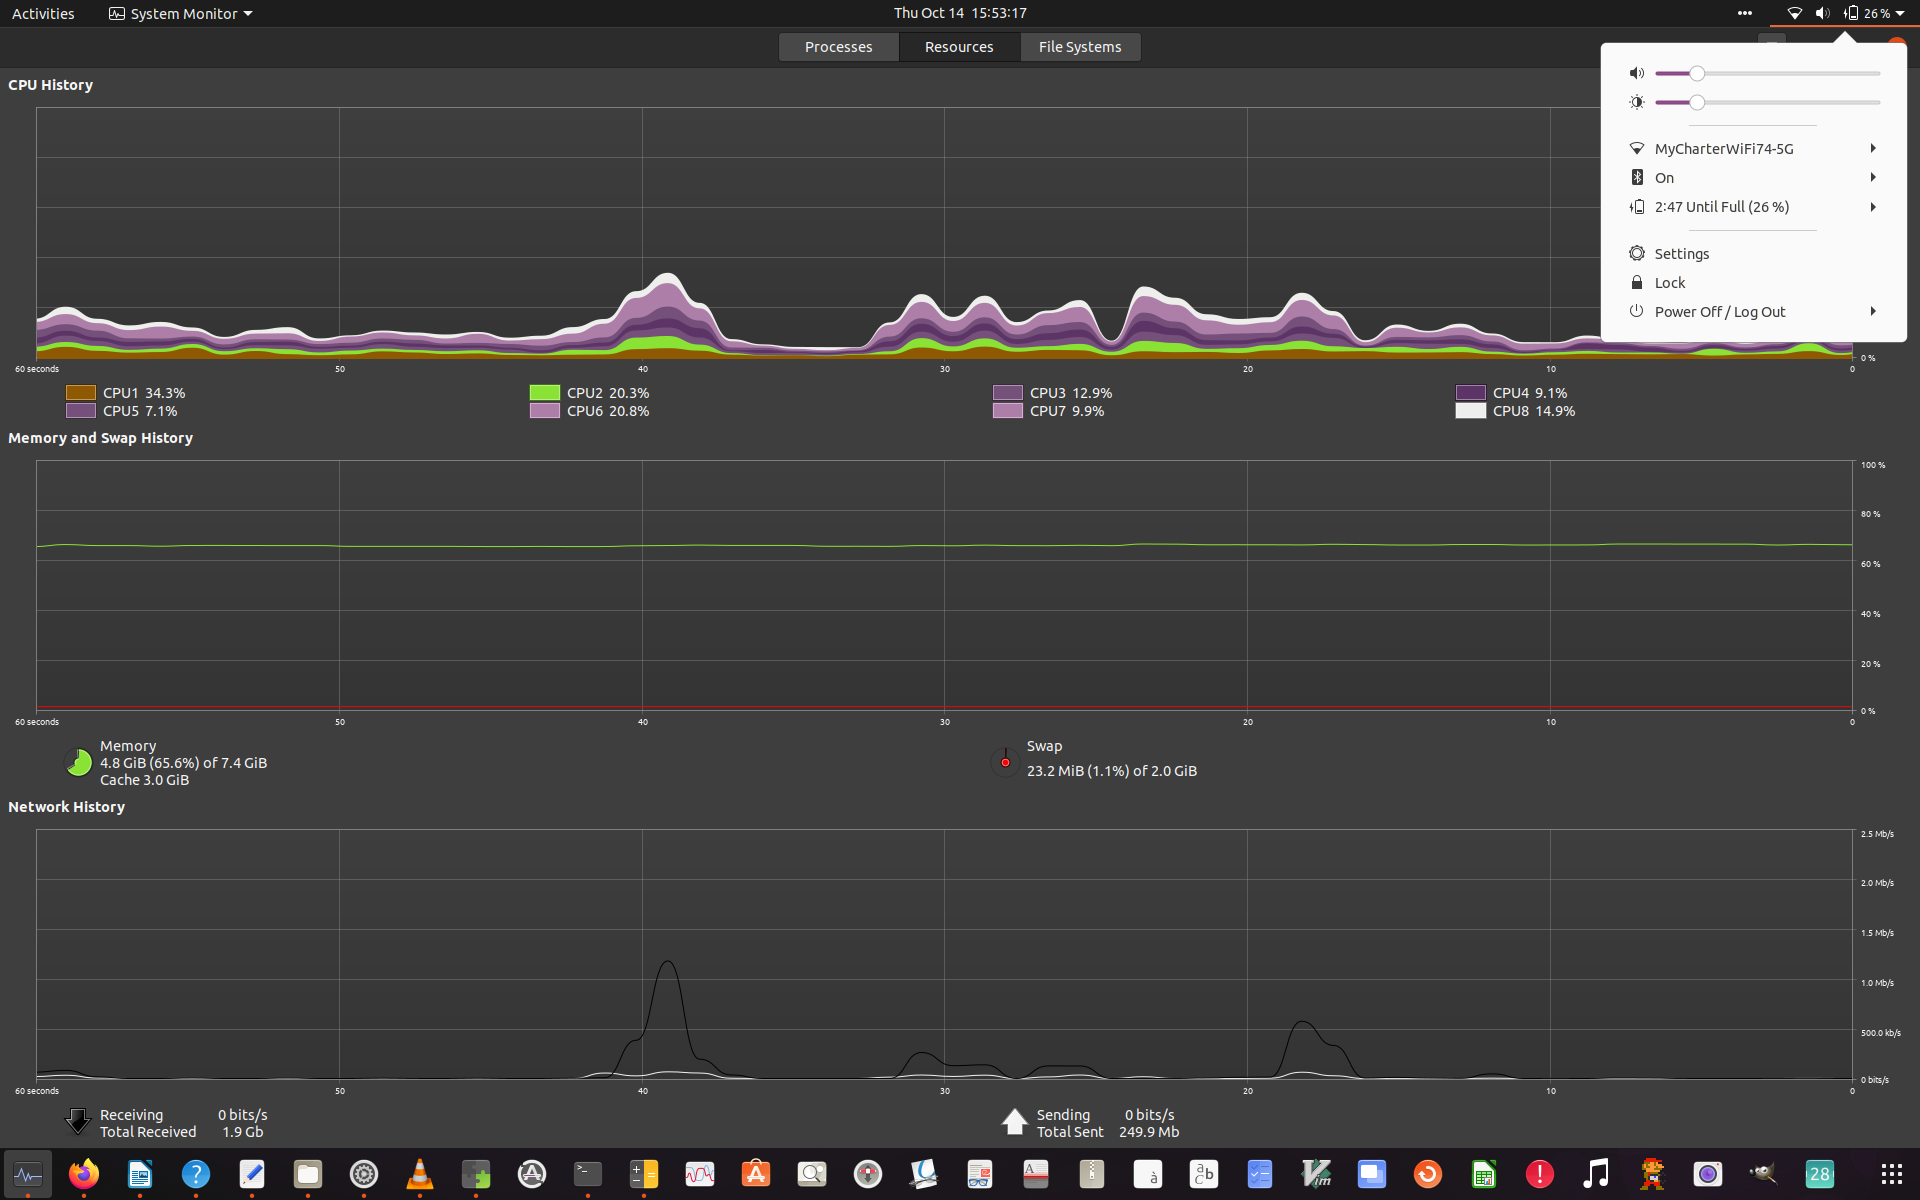 Activities
System Monitor
Thu Oct 14  15:53:17
26 %
Processes
Resources
File Systems
MyCharterWiFi74-5G
On
2:47 Until Full (26 %)
Settings
Lock
Power Off / Log Out
CPU History
0 %
60 seconds 50 40 30 20 10 0
CPU1 34.3% CPU2 20.3% CPU3 12.9% CPU4 9.1%
CPU5 7.1% CPU6 20.8% CPU7 9.9% CPU8 14.9%
Memory and Swap History
100 %
80 %
60 %
40 %
20 %
0 %
60 seconds 50 40 30 20 10 0
Memory
4.8 GiB (65.6%) of 7.4 GiB
Cache 3.0 GiB
Swap
23.2 MiB (1.1%) of 2.0 GiB
Network History
2.5 Mb/s
2.0 Mb/s
1.5 Mb/s
1.0 Mb/s
500.0 kb/s
0 bits/s
60 seconds 50 40 30 20 10 0
Receiving 0 bits/s
Total Received 1.9 Gb
Sending 0 bits/s
Total Sent 249.9 Mb
?
>_
A
à
ab
Vim
!
28